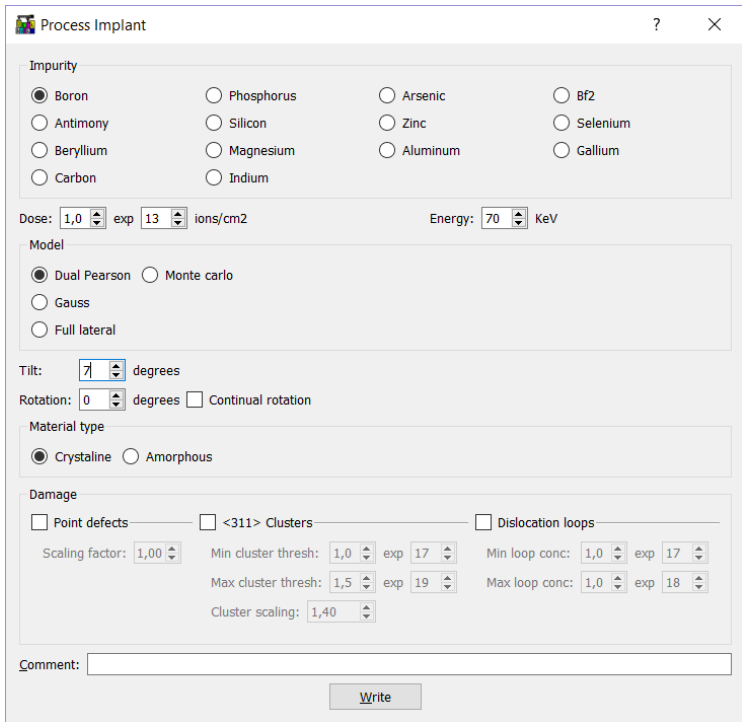 Process Implant ?
Impurity
Boron Phosphorus Arsenic Bf2
Antimony Silicon Zinc Selenium
Beryllium Magnesium Aluminum Gallium
Carbon Indium
Dose: 1,0 exp 13 ions/cm2 Energy: 70 KeV
Model
Dual Pearson Monte carlo
Gauss
Full lateral
Tilt: 7 degrees
Rotation: 0 degrees Continual rotation
Material type
Crystaline Amorphous
Damage
Point defects <311> Clusters Dislocation loops
Scaling factor: 1,00 Min cluster thresh: 1,0 exp 17 Min loop conc: 1,0 exp 17
Max cluster thresh: 1,5 exp 19 Max loop conc: 1,0 exp 18
Cluster scaling: 1,40
Comment:
Write